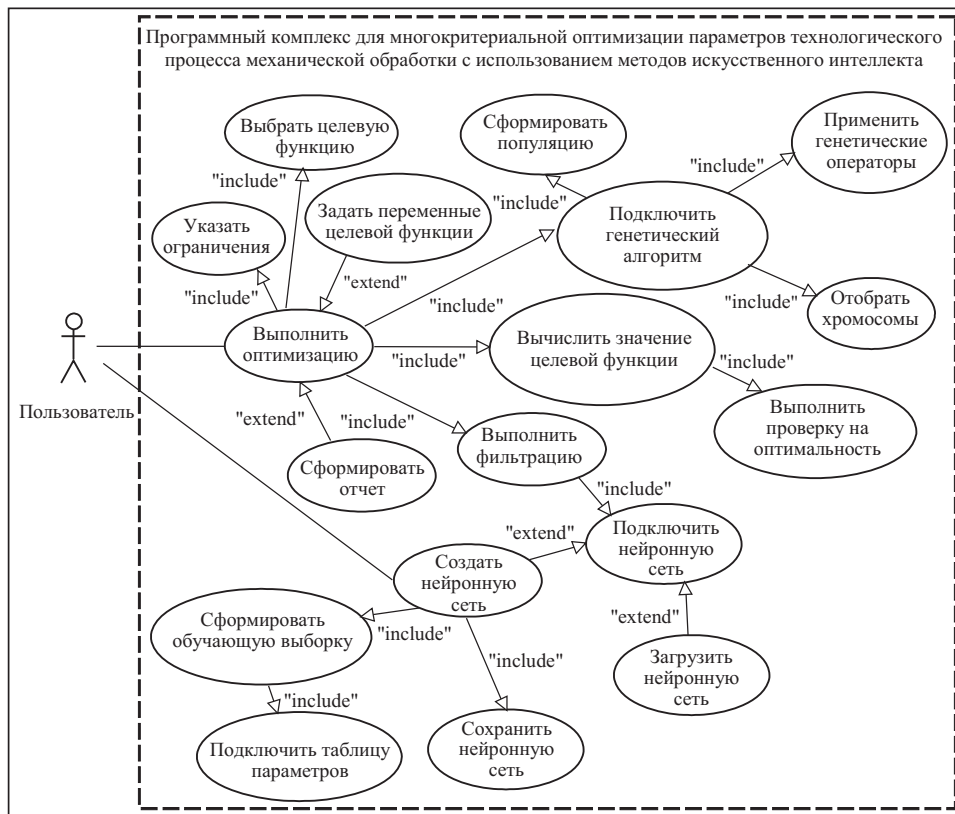 Программный комплекс для многокритериальной оптимизации параметров технологического
процесса механической обработки с использованием методов искусственного интеллекта
Выбрать целевую
функцию
Сформировать
популяцию
Применить
генетические
операторы
"include"
"include"
"include"
Указать
ограничения
Задать переменные
целевой функции
Подключить
генетический
алгоритм
"include"
"extend"
"include"
"include"
Отобрать
хромосомы
Выполнить
оптимизацию
"include"
Вычислить значение
целевой функции
"include"
Пользователь
"extend"
"include"
Выполнить
фильтрацию
Выполнить
проверку на
оптимальность
Сформировать
отчет
"include"
"extend"
Подключить
нейронную
сеть
Создать
нейронную
сеть
Сформировать
обучающую выборку
"include"
"extend"
"include"
Загрузить
нейронную
сеть
"include"
Подключить таблицу
параметров
Сохранить
нейронную
сеть